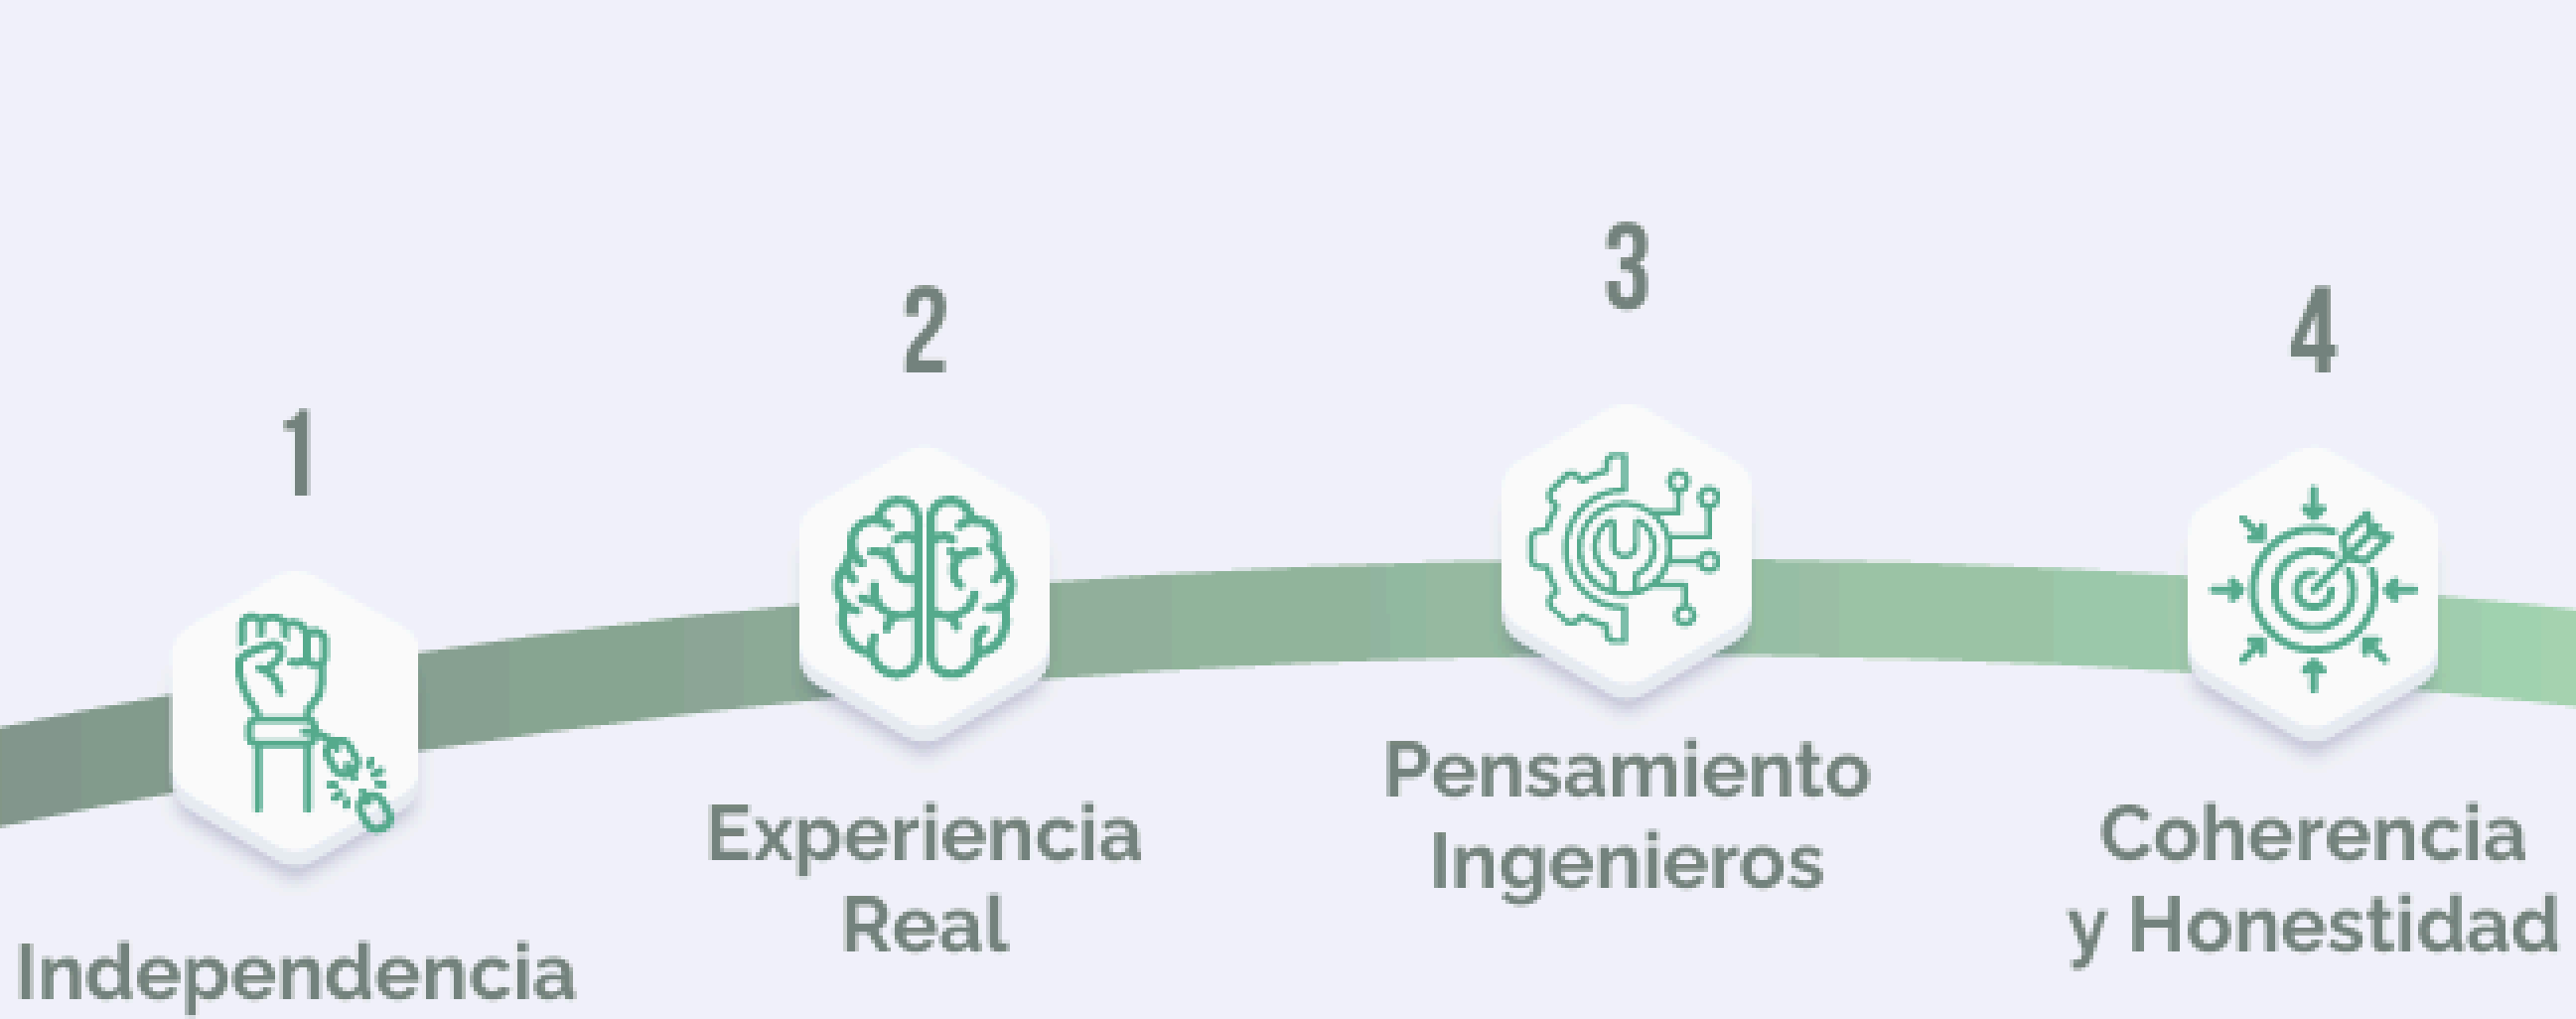 1
Independencia
2
Experiencia
Real
3
Pensamiento
Ingenieros
4
Coherencia
y Honestidad